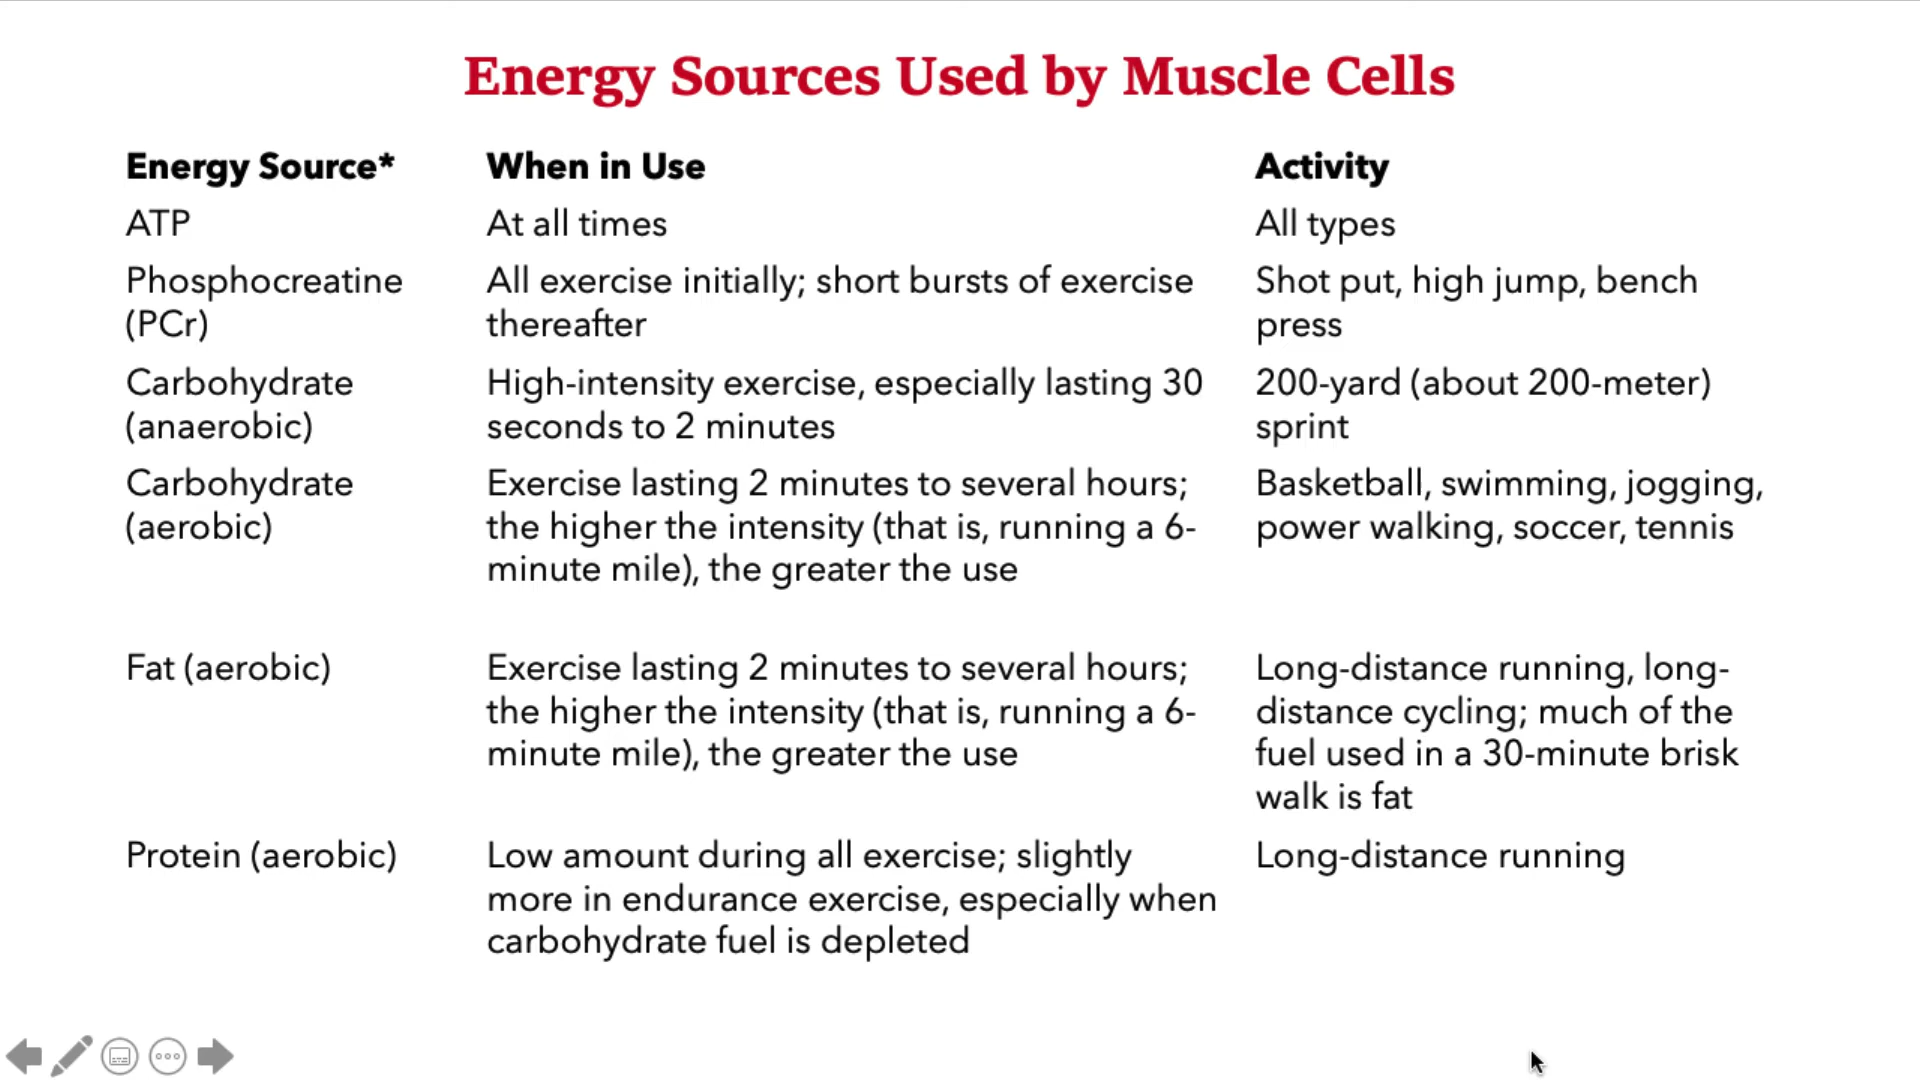 Energy Sources Used by Muscle Cells
Energy Source* When in Use Activity
ATP At all times All types
Phosphocreatine All exercise initially; short bursts of exercise Shot put, high jump, bench
(PCr) thereafter press
Carbohydrate High-intensity exercise, especially lasting 30 200-yard (about 200-meter)
(anaerobic) seconds to 2 minutes sprint
Carbohydrate Exercise lasting 2 minutes to several hours; Basketball, swimming, jogging,
(aerobic) the higher the intensity (that is, running a 6- power walking, soccer, tennis
minute mile), the greater the use
Fat (aerobic) Exercise lasting 2 minutes to several hours; Long-distance running, long-
the higher the intensity (that is, running a 6- distance cycling; much of the
minute mile), the greater the use fuel used in a 30-minute brisk
walk is fat
Protein (aerobic) Low amount during all exercise; slightly Long-distance running
more in endurance exercise, especially when
carbohydrate fuel is depleted